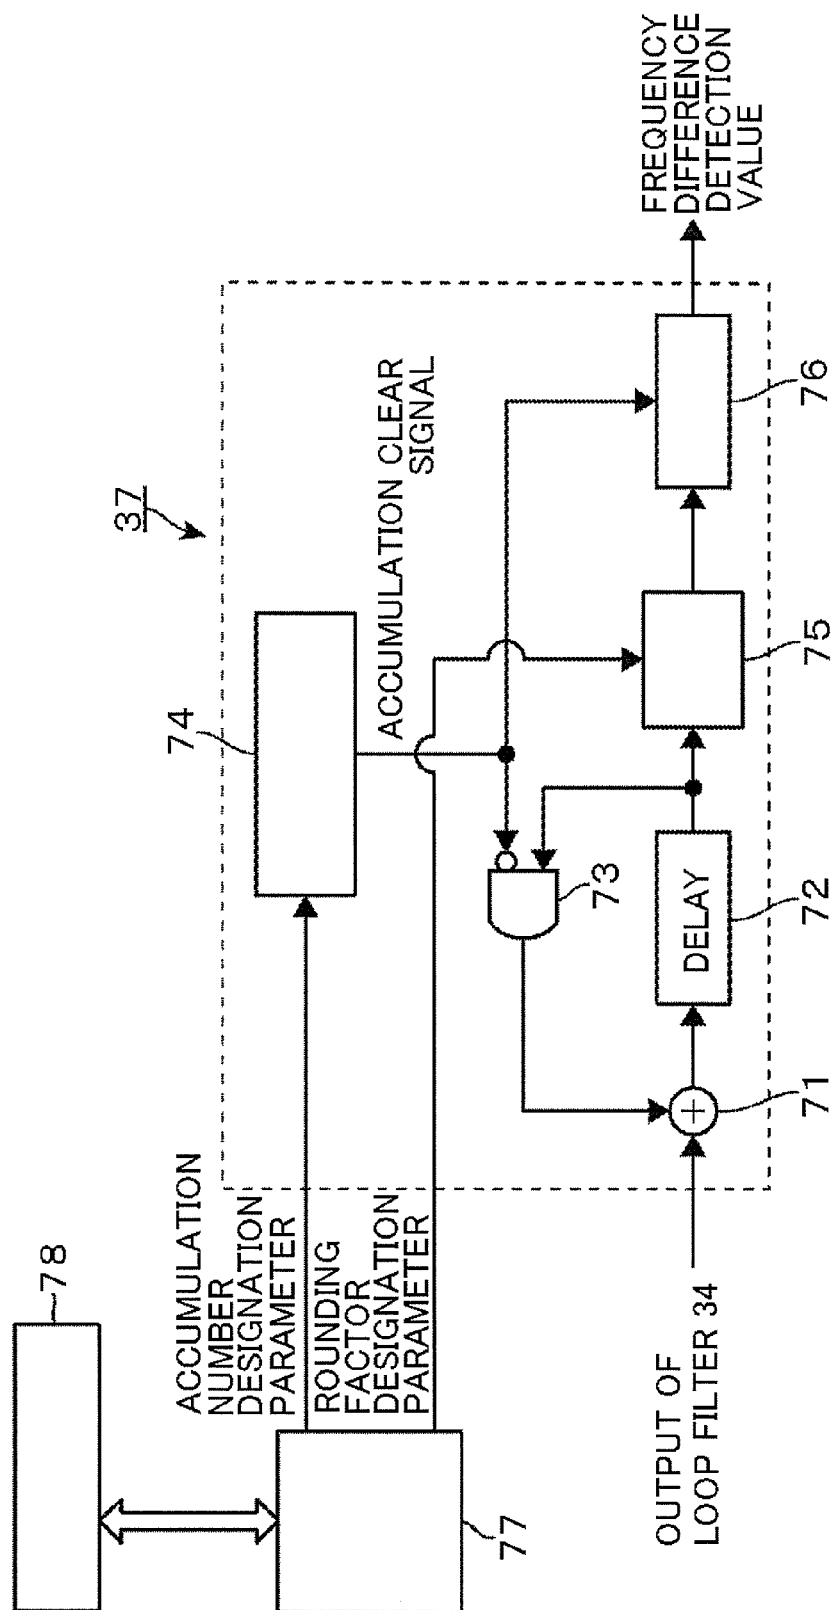 78
ACCUMULATION
NUMBER
DESIGNATION
PARAMETER
ROUNDING
FACTOR
DESIGNATION
PARAMETER
77
37
74
ACCUMULATION CLEAR
SIGNAL
73
OUTPUT OF
LOOP FILTER 34
+
71
DELAY
72
75
76
FREQUENCY
DIFFERENCE
DETECTION
VALUE